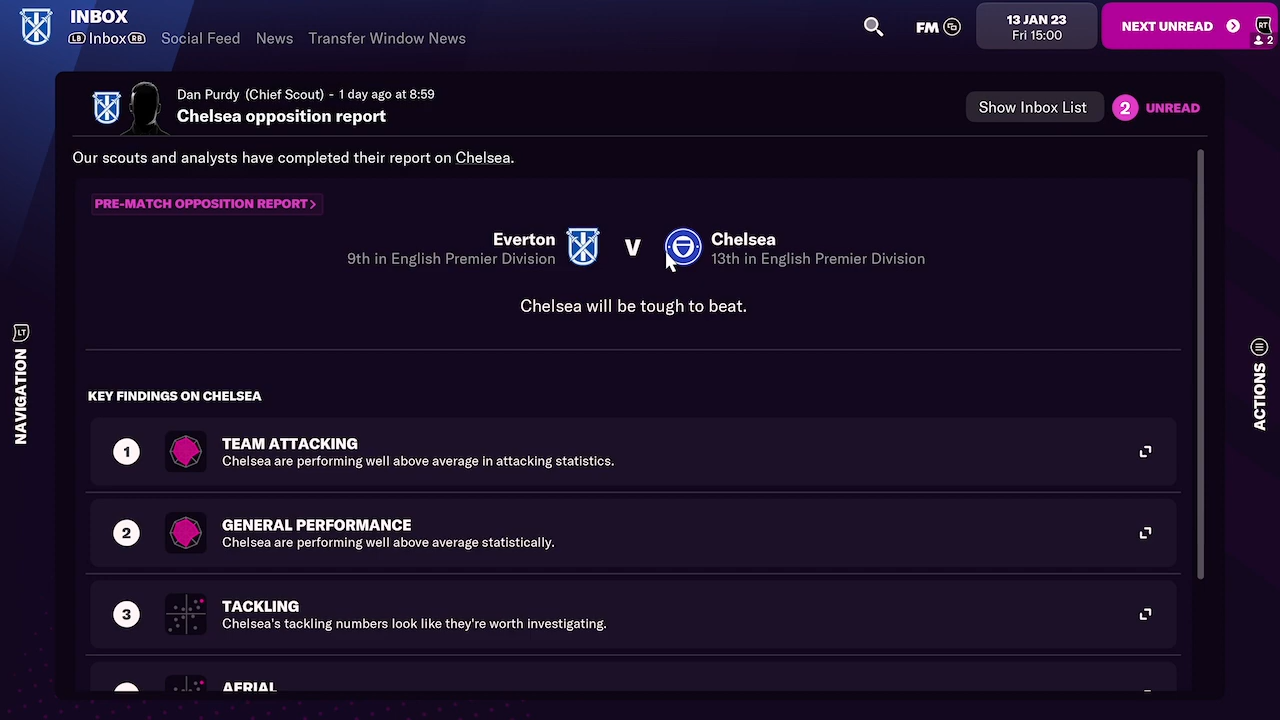 INBOX
LB Inbox RB Social Feed News Transfer Window News
FM
13 JAN 23
Fri 15:00
NEXT UNREAD
RT
2
Dan Purdy (Chief Scout) - 1 day ago at 8:59
Chelsea opposition report
Show Inbox List
2 UNREAD
Our scouts and analysts have completed their report on Chelsea.
PRE-MATCH OPPOSITION REPORT
Everton
9th in English Premier Division
V
Chelsea
13th in English Premier Division
Chelsea will be tough to beat.
LT
NAVIGATION
ACTIONS
KEY FINDINGS ON CHELSEA
1
TEAM ATTACKING
Chelsea are performing well above average in attacking statistics.
2
GENERAL PERFORMANCE
Chelsea are performing well above average statistically.
3
TACKLING
Chelsea's tackling numbers look like they're worth investigating.
AERIAL